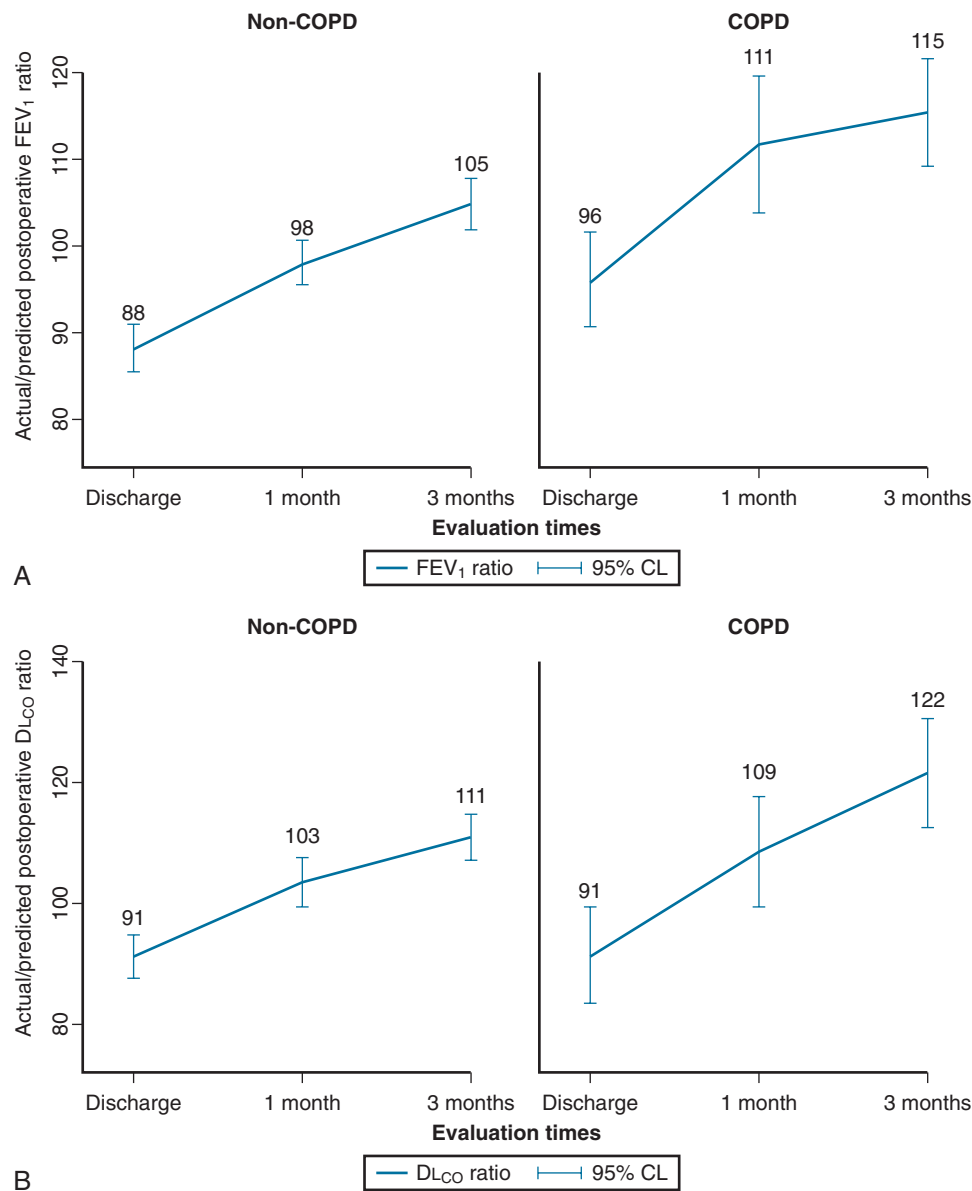 Non-COPD
COPD
Actual/predicted postoperative FEV1 ratio
120
110
100
90
80
88
98
105
96
111
115
Discharge 1 month 3 months
Discharge 1 month 3 months
Evaluation times
FEV1 ratio 95% CL
A
Non-COPD
COPD
Actual/predicted postoperative DLCO ratio
140
120
100
80
91
103
111
91
109
122
Discharge 1 month 3 months
Discharge 1 month 3 months
Evaluation times
DLCO ratio 95% CL
B